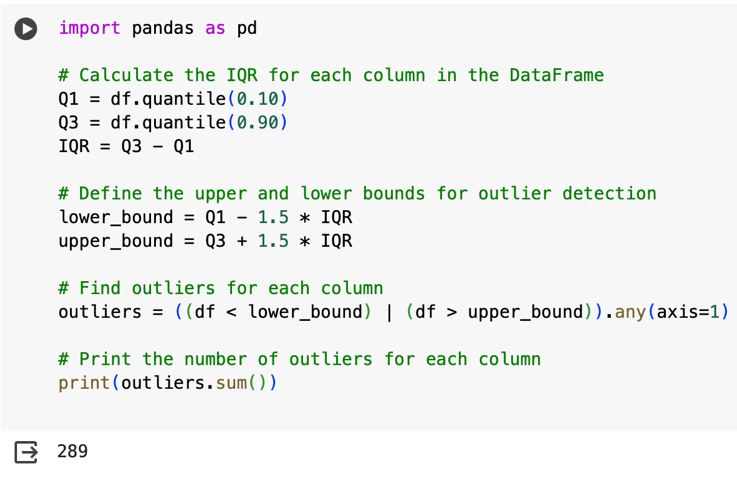 import pandas as pd
# Calculate the IQR for each column in the DataFrame
Q1 = df.quantile(0.10)
Q3 = df.quantile(0.90)
IQR = Q3 - Q1
# Define the upper and lower bounds for outlier detection
lower_bound = Q1 - 1.5 * IQR
upper_bound = Q3 + 1.5 * IQR
# Find outliers for each column
outliers = ((df < lower_bound) | (df > upper_bound)).any(axis=1)
# Print the number of outliers for each column
print(outliers.sum())
289